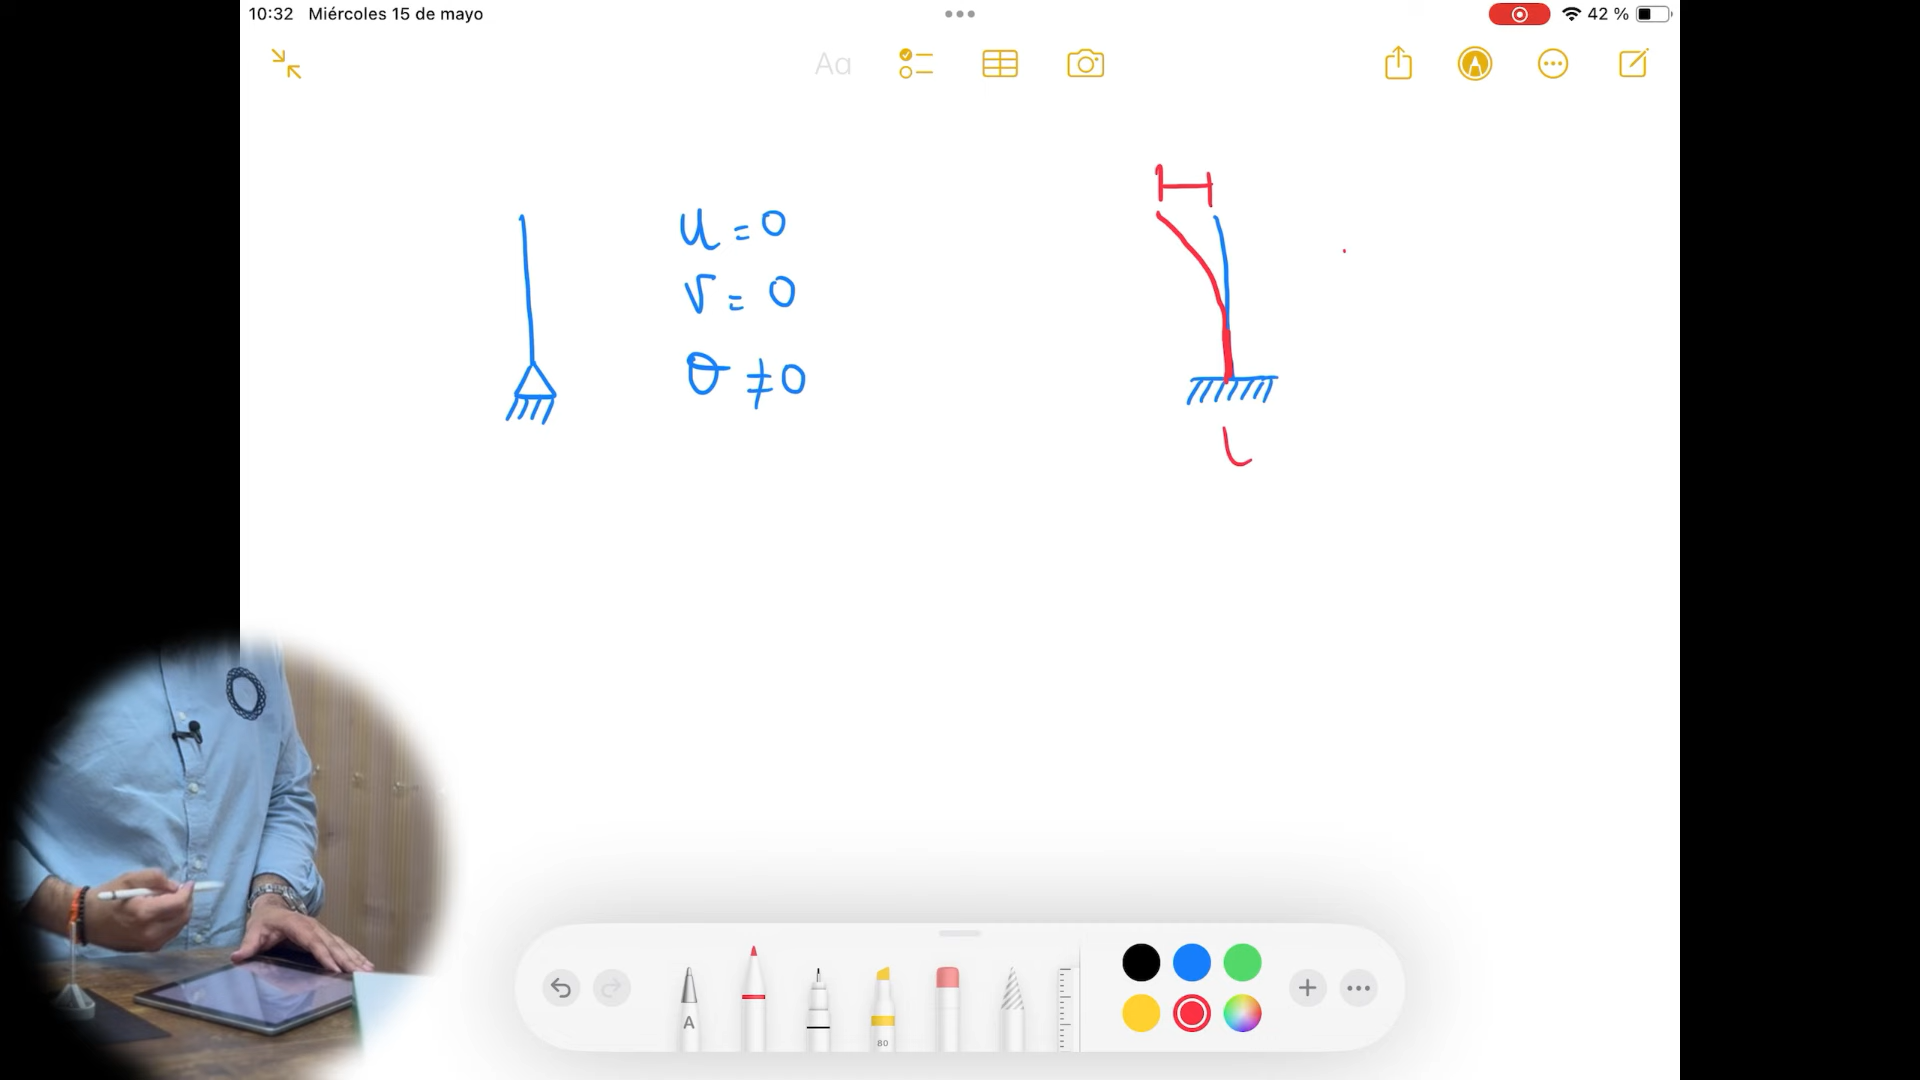 10:32 Miércoles 15 de mayo
42 %
Aa
u = 0
v = 0
θ ≠ 0
A
80